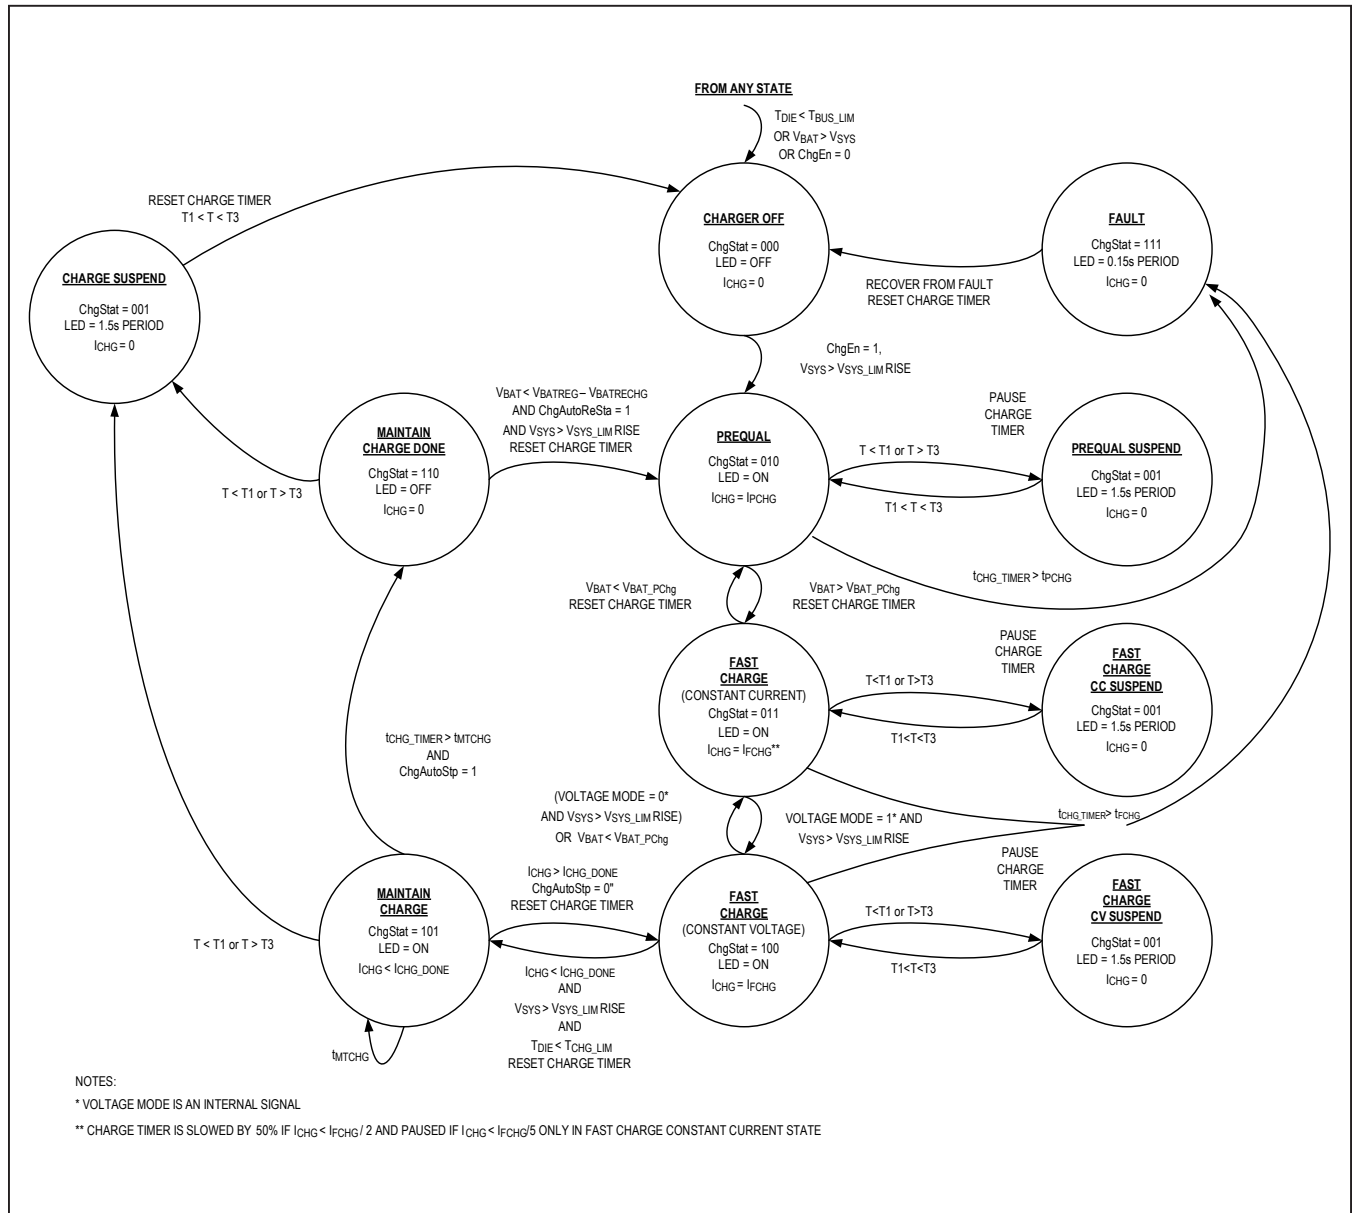 FROM ANY STATE
TDIE < TBUS_LIM
OR VBAT > VSYS
OR ChgEn = 0
RESET CHARGE TIMER
T1 < T < T3
CHARGER OFF
ChgStat = 000
LED = OFF
ICHG = 0
FAULT
ChgStat = 111
LED = 0.15s PERIOD
ICHG = 0
CHARGE SUSPEND
ChgStat = 001
LED = 1.5s PERIOD
ICHG = 0
RECOVER FROM FAULT
RESET CHARGE TIMER
ChgEn = 1,
VSYS > VSYS_LIM RISE
VBAT < VBATREG – VBATRECHG
AND ChgAutoReSta = 1
AND VSYS > VSYS_LIM RISE
RESET CHARGE TIMER
PAUSE
CHARGE
TIMER
MAINTAIN
CHARGE DONE
ChgStat = 110
LED = OFF
ICHG = 0
PREQUAL
ChgStat = 010
LED = ON
ICHG = IPCHG
T < T1 or T > T3
T1 < T < T3
PREQUAL SUSPEND
ChgStat = 001
LED = 1.5s PERIOD
ICHG = 0
T < T1 or T > T3
tCHG_TIMER > tPCHG
VBAT < VBAT_PChg
RESET CHARGE TIMER
VBAT > VBAT_PChg
RESET CHARGE TIMER
PAUSE
CHARGE
TIMER
FAST
CHARGE
(CONSTANT CURRENT)
ChgStat = 011
LED = ON
ICHG = IFCHG**
T<T1 or T>T3
T1<T<T3
FAST
CHARGE
CC SUSPEND
ChgStat = 001
LED = 1.5s PERIOD
ICHG = 0
tCHG_TIMER > tMTCHG
AND
ChgAutoStp = 1
(VOLTAGE MODE = 0*
AND VSYS > VSYS_LIM RISE)
OR VBAT < VBAT_PChg
VOLTAGE MODE = 1* AND
VSYS > VSYS_LIM RISE
tCHG_TIMER > tFCHG
PAUSE
CHARGE
TIMER
ICHG > ICHG_DONE
ChgAutoStp = 0"
RESET CHARGE TIMER
MAINTAIN
CHARGE
ChgStat = 101
LED = ON
ICHG < ICHG_DONE
FAST
CHARGE
(CONSTANT VOLTAGE)
ChgStat = 100
LED = ON
ICHG = IFCHG
T<T1 or T>T3
T1<T<T3
FAST
CHARGE
CV SUSPEND
ChgStat = 001
LED = 1.5s PERIOD
ICHG = 0
T < T1 or T > T3
ICHG < ICHG_DONE
AND
VSYS > VSYS_LIM RISE
AND
TDIE < TCHG_LIM
RESET CHARGE TIMER
tMTCHG
NOTES:
* VOLTAGE MODE IS AN INTERNAL SIGNAL
** CHARGE TIMER IS SLOWED BY 50% IF ICHG < IFCHG / 2 AND PAUSED IF ICHG < IFCHG/5 ONLY IN FAST CHARGE CONSTANT CURRENT STATE